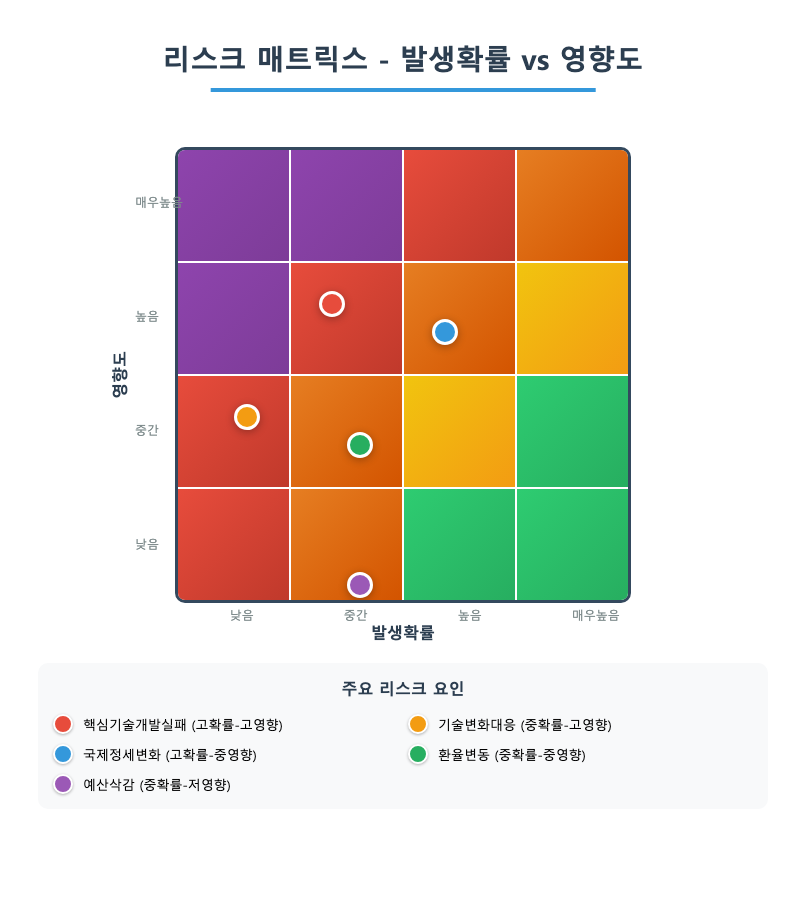 리스크 매트릭스 - 발생확률 vs 영향도
매우높음
높음
영향도
중간
낮음
낮음
중간
높음
매우높음
발생확률
주요 리스크 요인
핵심기술개발실패 (고확률-고영향)
기술변화대응 (중확률-고영향)
국제정세변화 (고확률-중영향)
환율변동 (중확률-중영향)
예산삭감 (중확률-저영향)